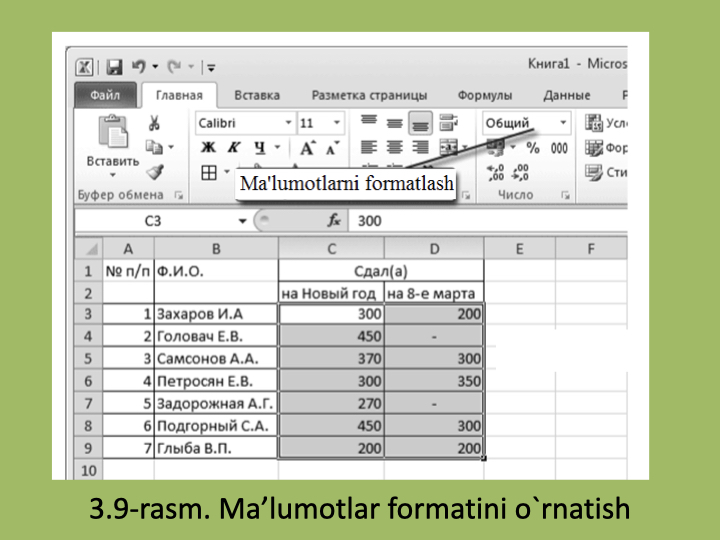 Книга1 - Micros
Файл Главная Вставка Разметка страницы Формулы Данные
Calibri 11 Общий Усл
Вставить Ж К Ч А А % 000 Фор
Ma'lumotlarni formatlash Сти
Буфер обмена Число
C3 fx 300
A B C D E F
1 № п/п Ф.И.О. Сдал(а)
2 на Новый год на 8-е марта
3 1 Захаров И.А 300 200
4 2 Головач Е.В. 450 -
5 3 Самсонов А.А. 370 300
6 4 Петросян Е.В. 300 350
7 5 Задорожная А.Г. 270 -
8 6 Подгорный С.А. 450 300
9 7 Глыба В.П. 200 200
10
3.9-rasm. Ma’lumotlar formatini o`rnatish